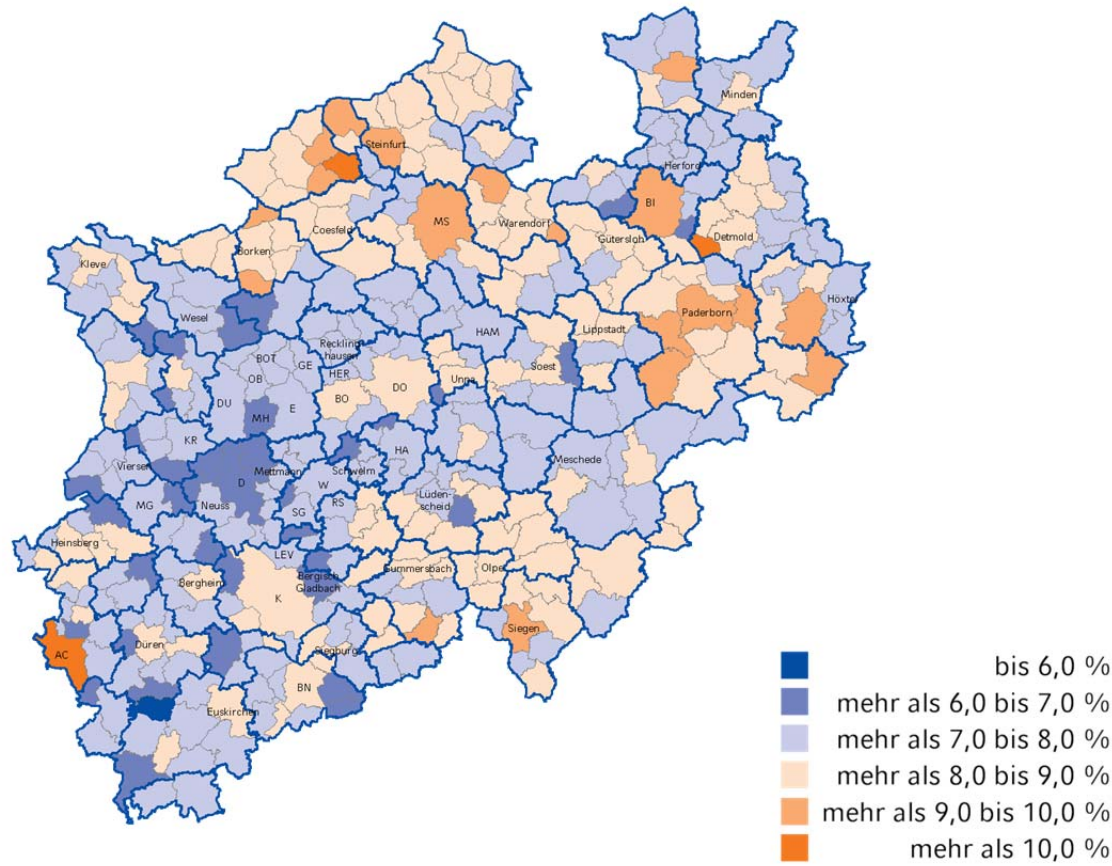 Minden
Steinfurt
Herford
BI
MS
Warendorf
Coesfeld
Gütersloh
Detmold
Borken
Kleve
Höxter
Paderborn
Wesel
Lippstadt
HAM
Reckling
hausen
BOT
GE
Soest
HER
OB
Unna
DO
BO
DU
E
MH
KR
HA
Meschede
Viersen
Schwelm
Mettmann
D
W
Lüden-
scheid
RS
MG
Neuss
SG
Heinsberg
LEV
Gummersbach
Olpe
Bergheim
Bergisch
Gladbach
K
Siegen
Düren
Siegburg
AC
BN
Euskirchen
bis 6,0 %
mehr als 6,0 bis 7,0 %
mehr als 7,0 bis 8,0 %
mehr als 8,0 bis 9,0 %
mehr als 9,0 bis 10,0 %
mehr als 10,0 %